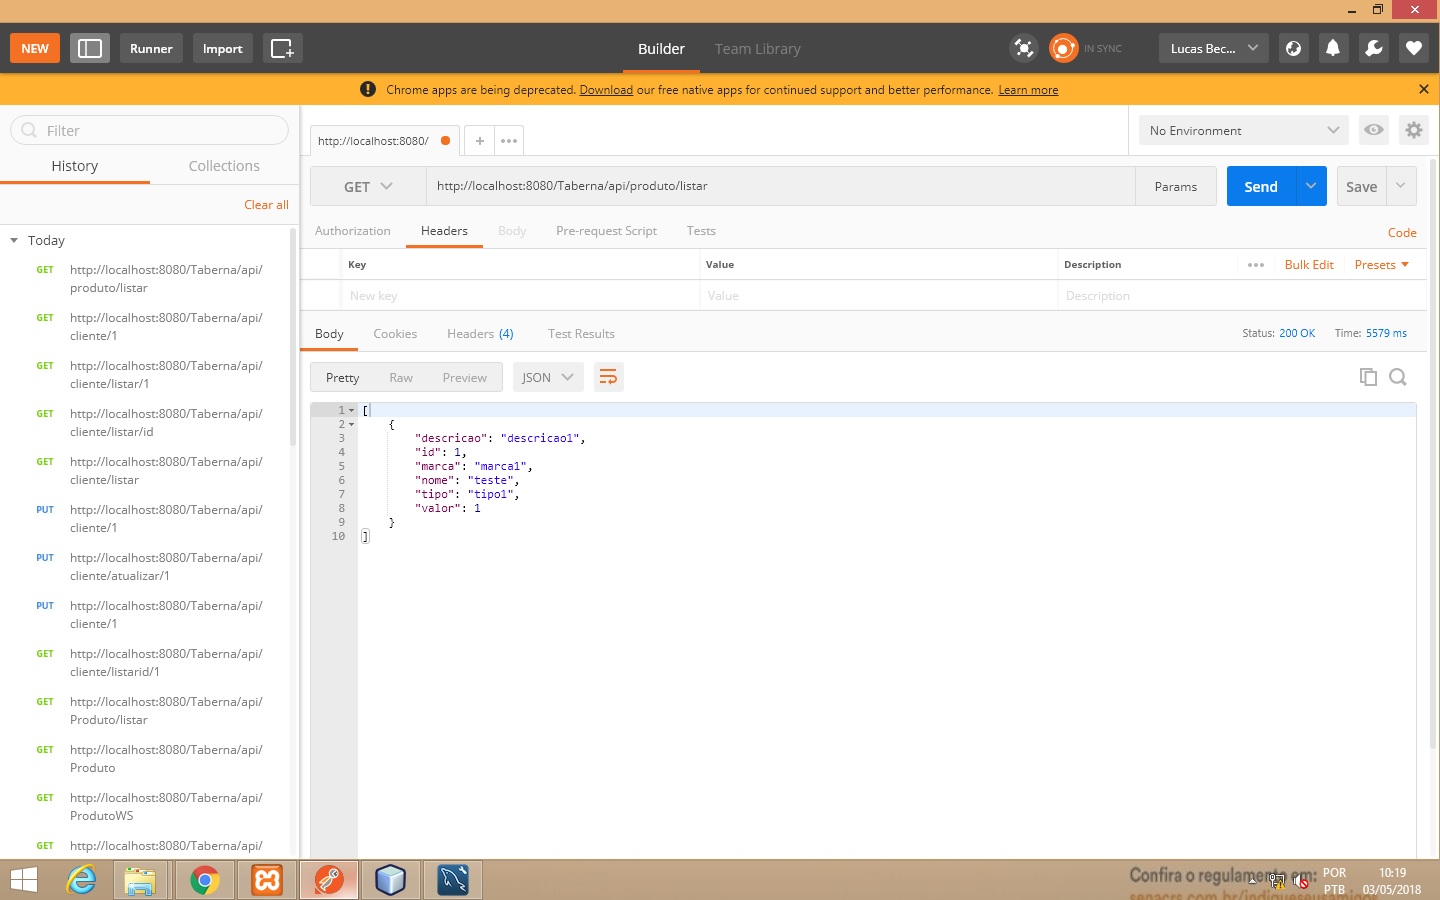 NEW
Runner
Import
Builder
Team Library
IN SYNC
Lucas Bec...
Chrome apps are being deprecated. Download our free native apps for continued support and better performance. Learn more
Filter
History
Collections
Clear all
Today
GET http://localhost:8080/Taberna/api/
produto/listar
GET http://localhost:8080/Taberna/api/
cliente/1
GET http://localhost:8080/Taberna/api/
cliente/listar/1
GET http://localhost:8080/Taberna/api/
cliente/listar/id
GET http://localhost:8080/Taberna/api/
cliente/listar
PUT http://localhost:8080/Taberna/api/
cliente/1
PUT http://localhost:8080/Taberna/api/
cliente/atualizar/1
PUT http://localhost:8080/Taberna/api/
cliente/1
GET http://localhost:8080/Taberna/api/
cliente/listarid/1
GET http://localhost:8080/Taberna/api/
Produto/listar
GET http://localhost:8080/Taberna/api/
Produto
GET http://localhost:8080/Taberna/api/
ProdutoWS
GET http://localhost:8080/Taberna/api/
http://localhost:8080/
No Environment
GET http://localhost:8080/Taberna/api/produto/listar
Params
Send
Save
Authorization
Headers
Body
Pre-request Script
Tests
Code
Key
Value
Description
Bulk Edit
Presets
New key
Value
Description
Body
Cookies
Headers (4)
Test Results
Status: 200 OK
Time: 5579 ms
Pretty
Raw
Preview
JSON
1 [
2 {
3 "descricao": "descricao1",
4 "id": 1,
5 "marca": "marca1",
6 "nome": "teste",
7 "tipo": "tipo1",
8 "valor": 1
9 }
10 ]
Confira o regulamento em:
senacrs.com.br/indiqueseusamigos
POR
PTB
10:19
03/05/2018